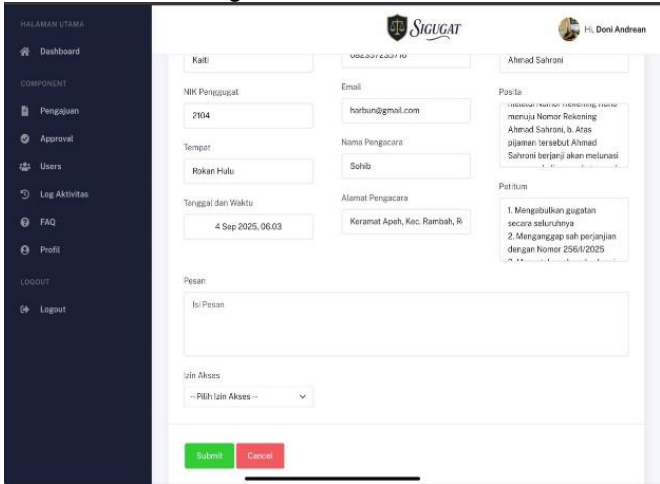 HALAMAN UTAMA
Dashboard
COMPONENT
Pengajuan
Approval
Users
Log Aktivitas
FAQ
Profil
LOGOUT
Logout
SIGUGAT
Hi, Doni Andrean
Kaiti
Ahmad Sahroni
NIK Penggugat
2104
Email
harbun@gmail.com
Posita
menuju Nomor Rekening
Ahmad Sahroni, b. Atas
pijaman tersebut Ahmad
Sahroni berjanji akan melunasi
Tempat
Rokan Hulu
Nama Pengacara
Sohib
Petitum
1. Mengabulkan gugatan
secara seluruhnya
2. Menganggap sah perjanjian
dengan Nomor 256/I/2025
Tanggal dan Waktu
4 Sep 2025, 06.03
Alamat Pengacara
Keramat Apeh, Kec. Rambah, R
Pesan
Isi Pesan
Izin Akses
-- Pilih Izin Akses --
Submit
Cancel